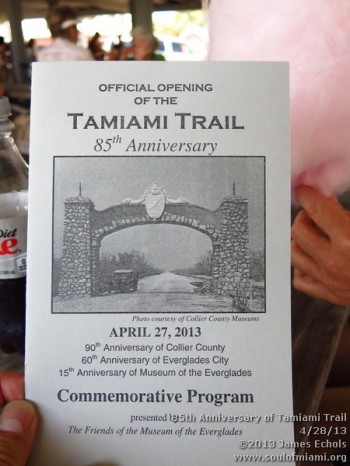 OFFICIAL OPENING
OF THE
TAMIAMI TRAIL
85th Anniversary
Photo courtesy of Collier County Museums
APRIL 27, 2013
90th Anniversary of Collier County
60th Anniversary of Everglades City
15th Anniversary of Museum of the Everglades
Commemorative Program
presented by
The Friends of the Museum of the Everglades
Diet
85th Anniversary of Tamiami Trail
4/28/13
©2013 James Echols
www.soulofmiami.org